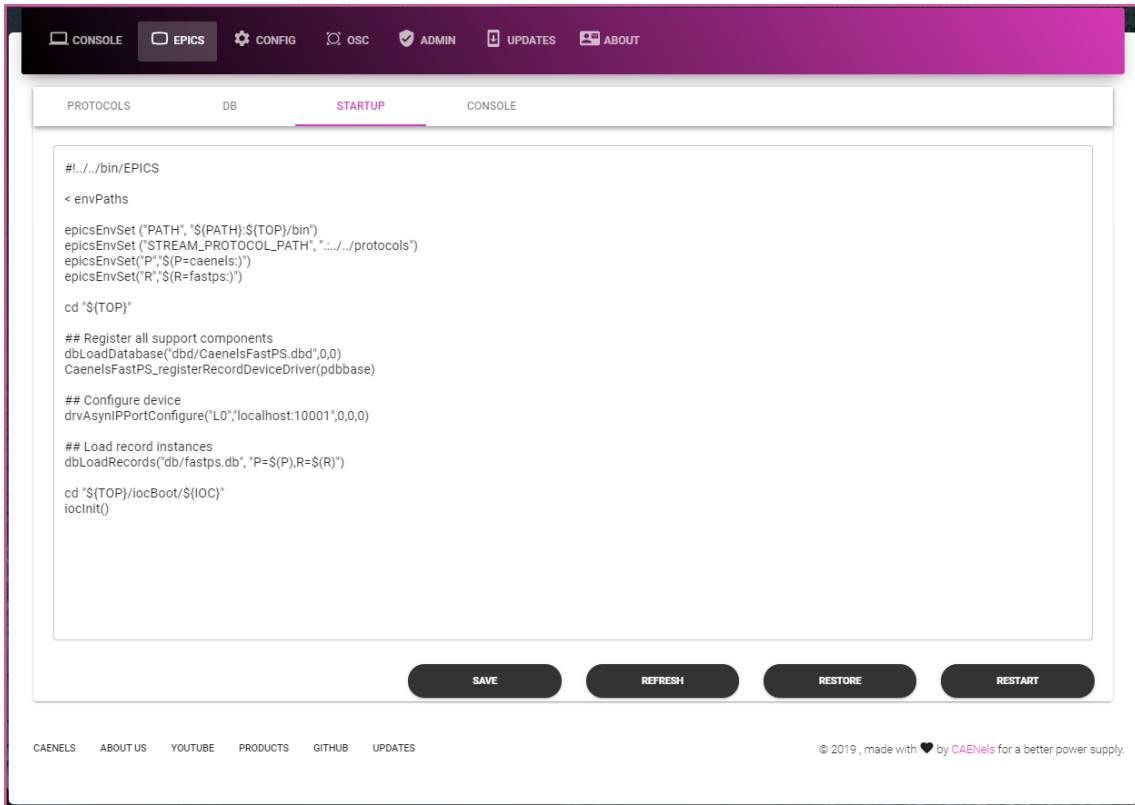 CONSOLE EPICS CONFIG OSC ADMIN UPDATES ABOUT
PROTOCOLS DB STARTUP CONSOLE
#!../../bin/EPICS
< envPaths
epicsEnvSet ("PATH", "${PATH}:${TOP}/bin")
epicsEnvSet ("STREAM_PROTOCOL_PATH", ".:../../protocols")
epicsEnvSet("P","$(P=caenels:)")
epicsEnvSet("R","$(R=fastps:)")
cd "${TOP}"
## Register all support components
dbLoadDatabase("dbd/CaenelsFastPS.dbd",0,0)
CaenelsFastPS_registerRecordDeviceDriver(pdbbase)
## Configure device
drvAsynIPPortConfigure("L0","localhost:10001",0,0,0)
## Load record instances
dbLoadRecords("db/fastps.db", "P=$(P),R=$(R)")
cd "${TOP}/iocBoot/${IOC}"
iocInit()
SAVE REFRESH RESTORE RESTART
CAENELS ABOUT US YOUTUBE PRODUCTS GITHUB UPDATES © 2019 , made with ♥ by CAENels for a better power supply.